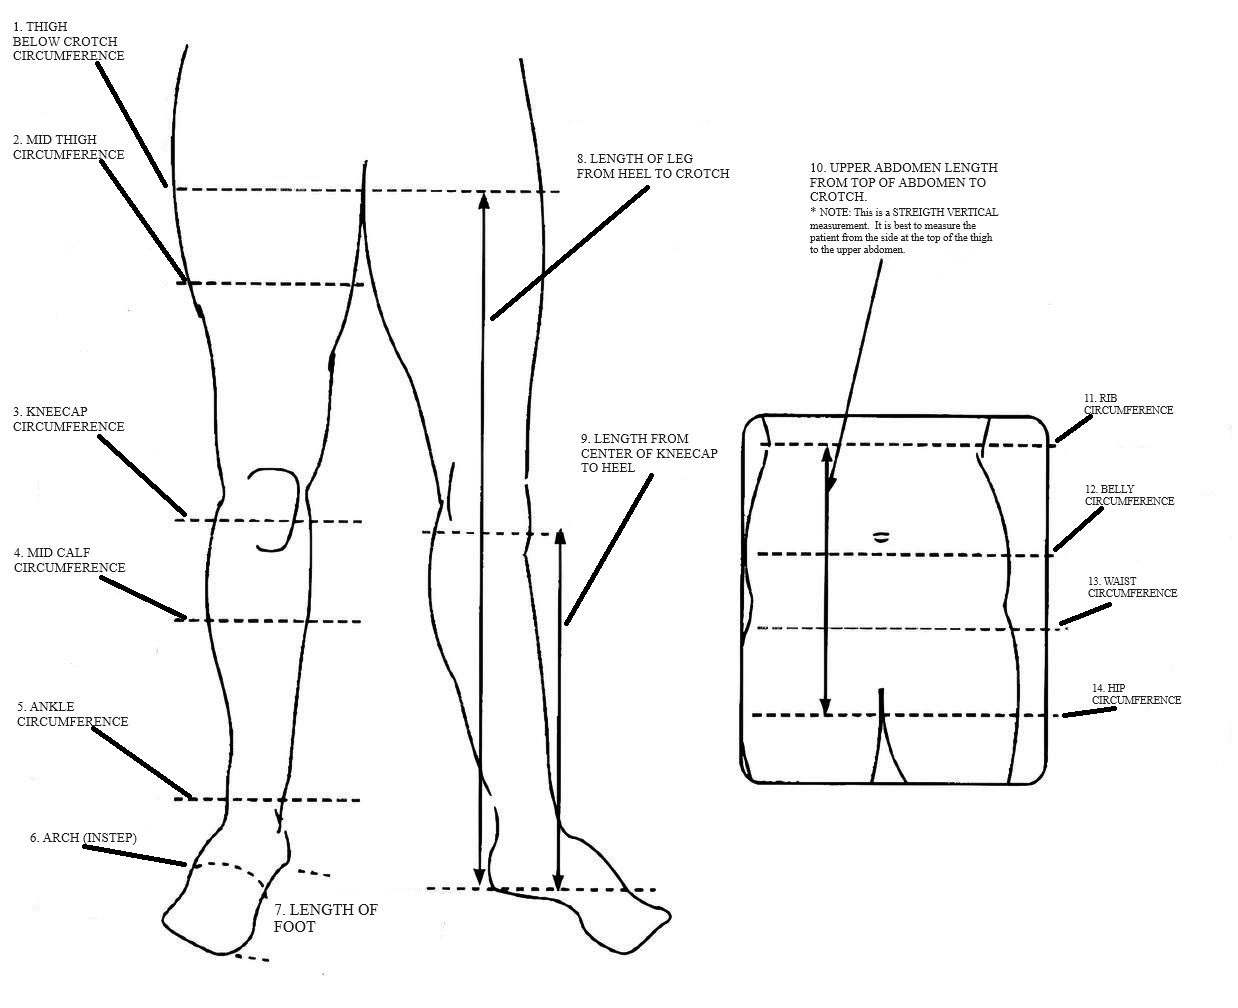 1. THIGH
BELOW CROTCH
CIRCUMFERENCE
2. MID THIGH
CIRCUMFERENCE
3. KNEECAP
CIRCUMFERENCE
4. MID CALF
CIRCUMFERENCE
5. ANKLE
CIRCUMFERENCE
6. ARCH (INSTEP)
7. LENGTH OF
FOOT
8. LENGTH OF LEG
FROM HEEL TO CROTCH
9. LENGTH FROM
CENTER OF KNEECAP
TO HEEL
10. UPPER ABDOMEN LENGTH
FROM TOP OF ABDOMEN TO
CROTCH.
* NOTE: This is a STREIGTH VERTICAL
measurement. It is best to measure the
patient from the side at the top of the thigh
to the upper abdomen.
11. RIB
CIRCUMFERENCE
12. BELLY
CIRCUMFERENCE
13. WAIST
CIRCUMFERENCE
14. HIP
CIRCUMFERENCE